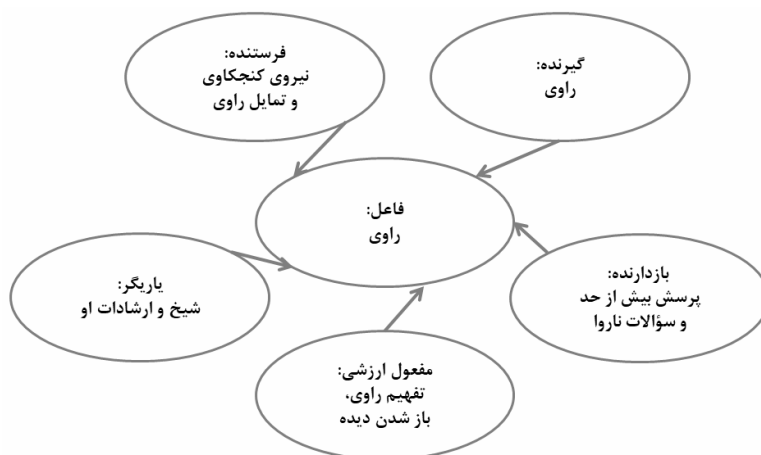 گیرنده:
راوی
فرستنده:
نیروی کنجکاوی
و تمایل راوی
فاعل:
راوی
بازدارنده:
پرسش بیش از حد
و سؤالات ناروا
یاریگر:
شیخ و ارشادات او
مفعول ارزشی:
تفهیم راوی،
باز شدن دیده